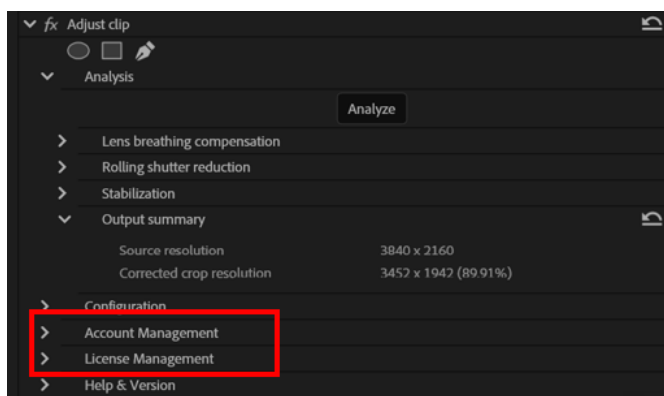 fx Adjust clip
Analysis
Analyze
Lens breathing compensation
Rolling shutter reduction
Stabilization
Output summary
Source resolution 3840 x 2160
Corrected crop resolution 3452 x 1942 (89.91%)
Configuration
Account Management
License Management
Help & Version